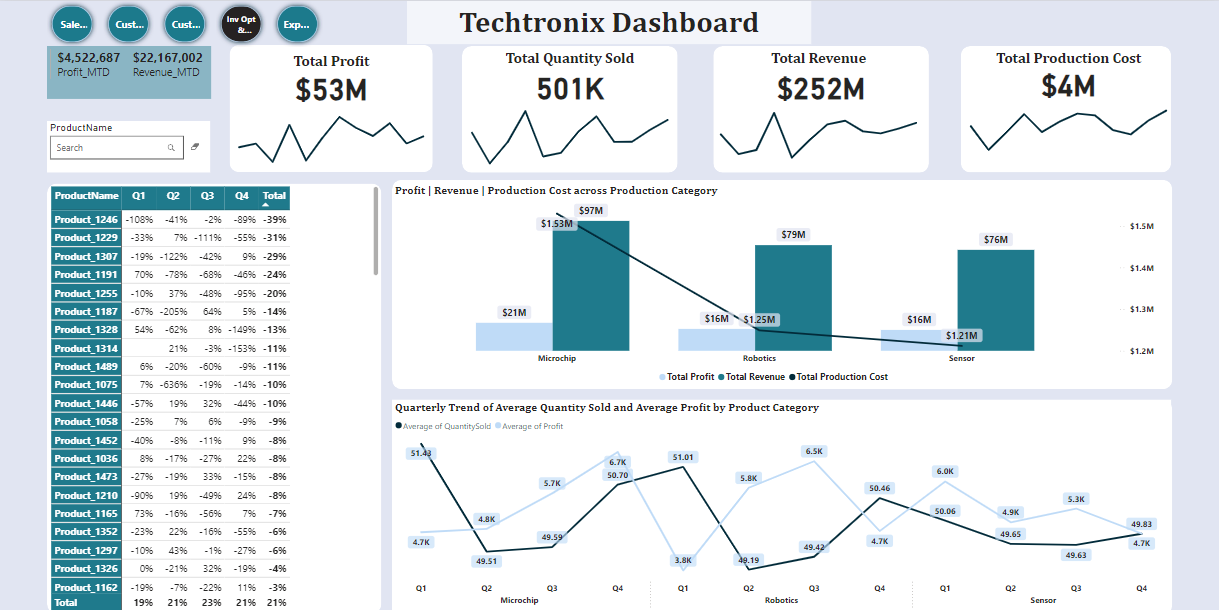 Sale... Cust... Cust... Inv Opt &... Exp...
Techtronix Dashboard
$4,522,687 $22,167,002
Profit_MTD Revenue_MTD
Total Profit
$53M
Total Quantity Sold
501K
Total Revenue
$252M
Total Production Cost
$4M
ProductName
Search
ProductName Q1 Q2 Q3 Q4 Total
Product_1246 -108% -41% -2% -89% -39%
Product_1229 -33% 7% -111% -55% -31%
Product_1307 -19% -122% -42% 9% -29%
Product_1191 70% -78% -68% -46% -24%
Product_1255 -10% 37% -48% -95% -20%
Product_1187 -67% -205% 64% 5% -14%
Product_1328 54% -62% 8% -149% -13%
Product_1314 21% -3% -153% -11%
Product_1489 6% -20% -60% -9% -11%
Product_1075 7% -636% -19% -14% -10%
Product_1446 -57% 19% 32% -44% -10%
Product_1058 -25% 7% 6% -9% -9%
Product_1452 -40% -8% -11% 9% -8%
Product_1036 8% -17% -27% 22% -8%
Product_1473 -27% -19% 33% -15% -8%
Product_1210 -90% 19% -49% 24% -8%
Product_1165 73% -16% -56% 7% -7%
Product_1352 -23% 22% -16% -55% -6%
Product_1297 -10% 43% -1% -27% -6%
Product_1326 0% -21% 32% -19% -4%
Product_1162 -19% -7% -22% 11% -3%
Total 19% 21% 23% 21% 21%
Profit | Revenue | Production Cost across Production Category
$97M
$1.53M
$1.5M
$79M
$76M
$1.4M
$21M
$16M $1.25M
$16M
$1.3M
$1.21M
$1.2M
Microchip Robotics Sensor
Total Profit Total Revenue Total Production Cost
Quarterly Trend of Average Quantity Sold and Average Profit by Product Category
Average of QuantitySold Average of Profit
51.43 6.7K 51.01 6.5K
50.70 5.8K 6.0K
5.7K 50.46 5.3K
4.8K 50.06 4.9K
4.7K 49.59 49.42 4.7K 49.65 49.83
49.51 3.8K 49.19 49.63 4.7K
Q1 Q2 Q3 Q4 Q1 Q2 Q3 Q4 Q1 Q2 Q3 Q4
Microchip Robotics Sensor